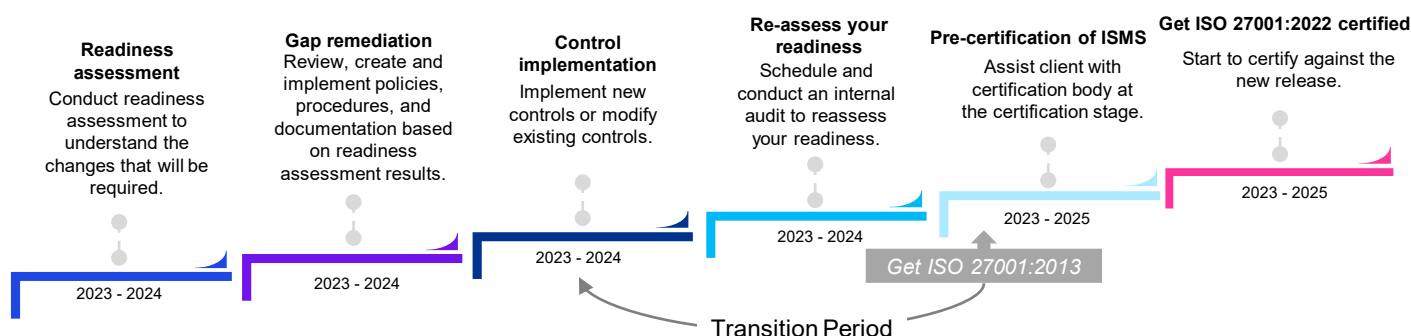 Readiness
assessment
Conduct readiness
assessment to
understand the
changes that will be
required.
2023 - 2024
Gap remediation
Review, create and
implement policies,
procedures, and
documentation based
on readiness
assessment results.
2023 - 2024
Control
implementation
Implement new
controls or modify
existing controls.
2023 - 2024
Re-assess your
readiness
Schedule and
conduct an internal
audit to reassess
your readiness.
2023 - 2024
Pre-certification of ISMS
Assist client with
certification body at
the certification stage.
2023 - 2025
Get ISO 27001:2013
Get ISO 27001:2022 certified
Start to certify against the
new release.
2023 - 2025
Transition Period